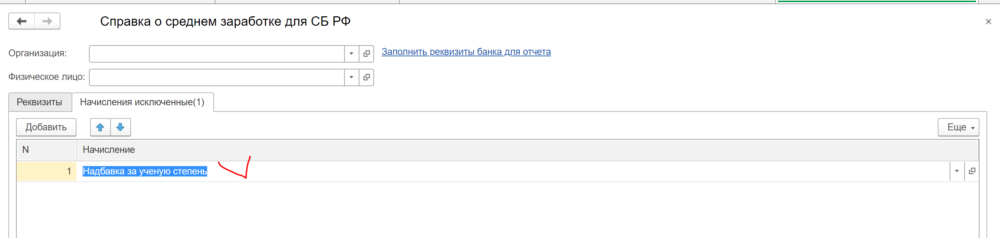 Справка о среднем заработке для СБ РФ
Организация:
Заполнить реквизиты банка для отчета
Физическое лицо:
Реквизиты
Начисления исключенные(1)
Добавить
Еще
N
Начисление
1
Надбавка за ученую степень